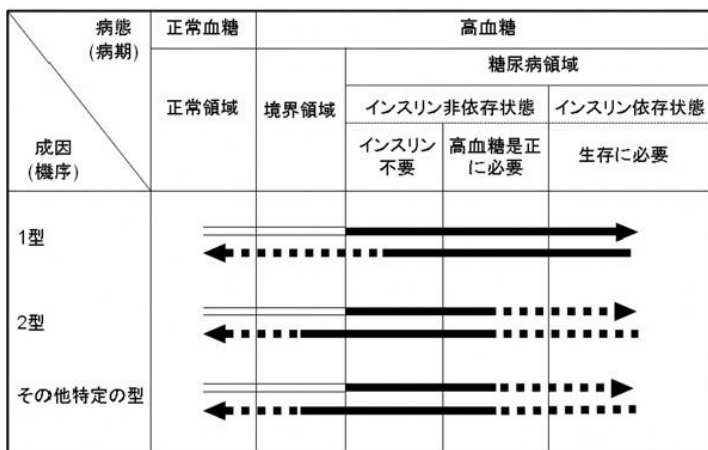 病態
(病期)
成因
(機序)
正常血糖
高血糖
正常領域
境界領域
糖尿病領域
インスリン非依存状態
インスリン依存状態
インスリン
不要
高血糖是正
に必要
生存に必要
1型
2型
その他特定の型